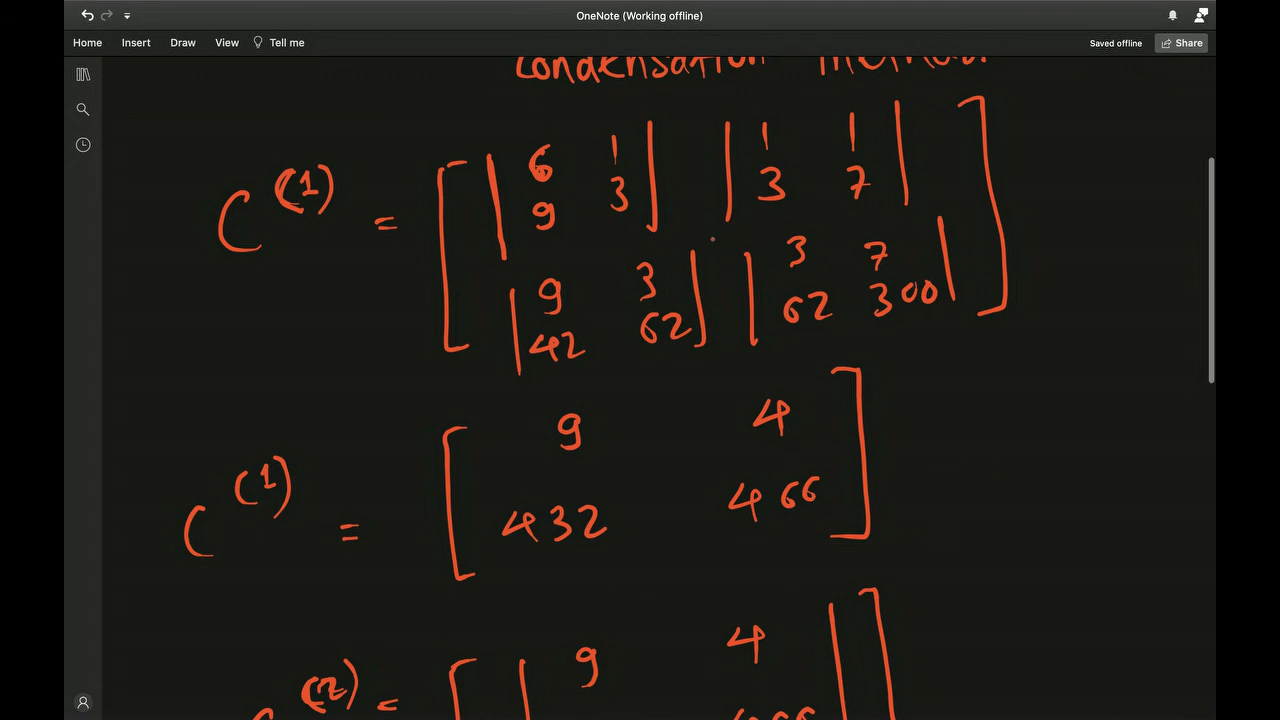 OneNote (Working offline)
Home Insert Draw View Tell me Saved offline Share
Condensation Method
6 1 1 1
C(1) = [ | 9 3 | | 3 7 | ]
9 3 3 7
| 42 62 | | 62 300 |
9 4
C(1) = [ 432 466 ]
9 4
C(2) = [ | 466 | ]